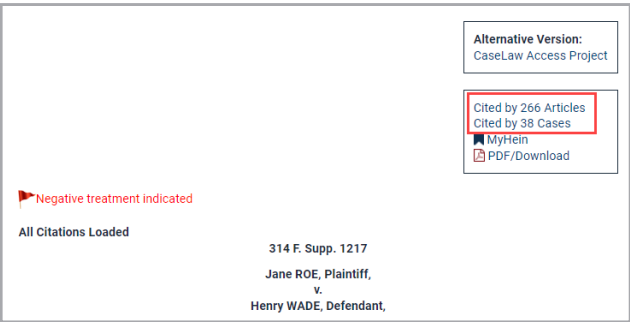 Alternative Version:
CaseLaw Access Project
Cited by 266 Articles
Cited by 38 Cases
MyHein
PDF/Download
Negative treatment indicated
All Citations Loaded
314 F. Supp. 1217
Jane ROE, Plaintiff,
v.
Henry WADE, Defendant,